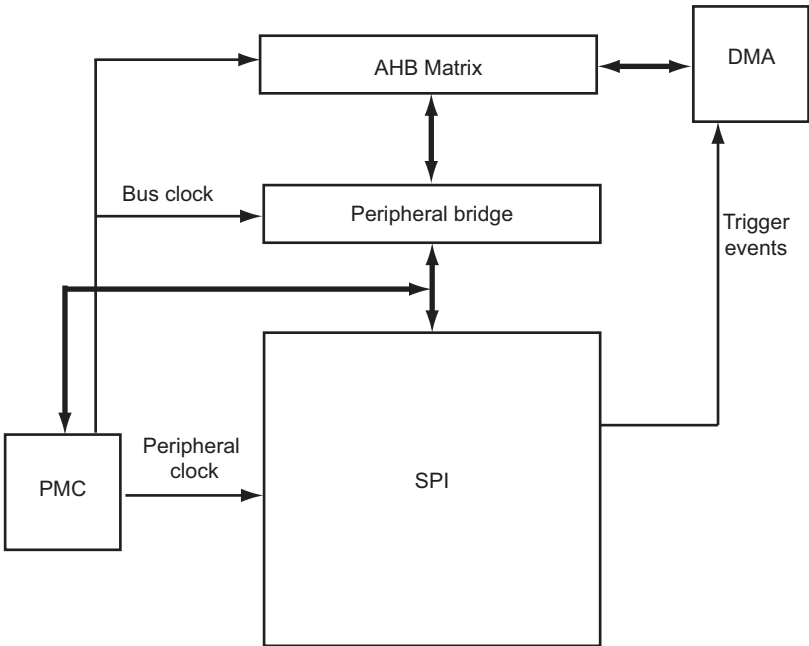 AHB Matrix
DMA
Bus clock
Peripheral bridge
Trigger
events
Peripheral
clock
PMC
SPI